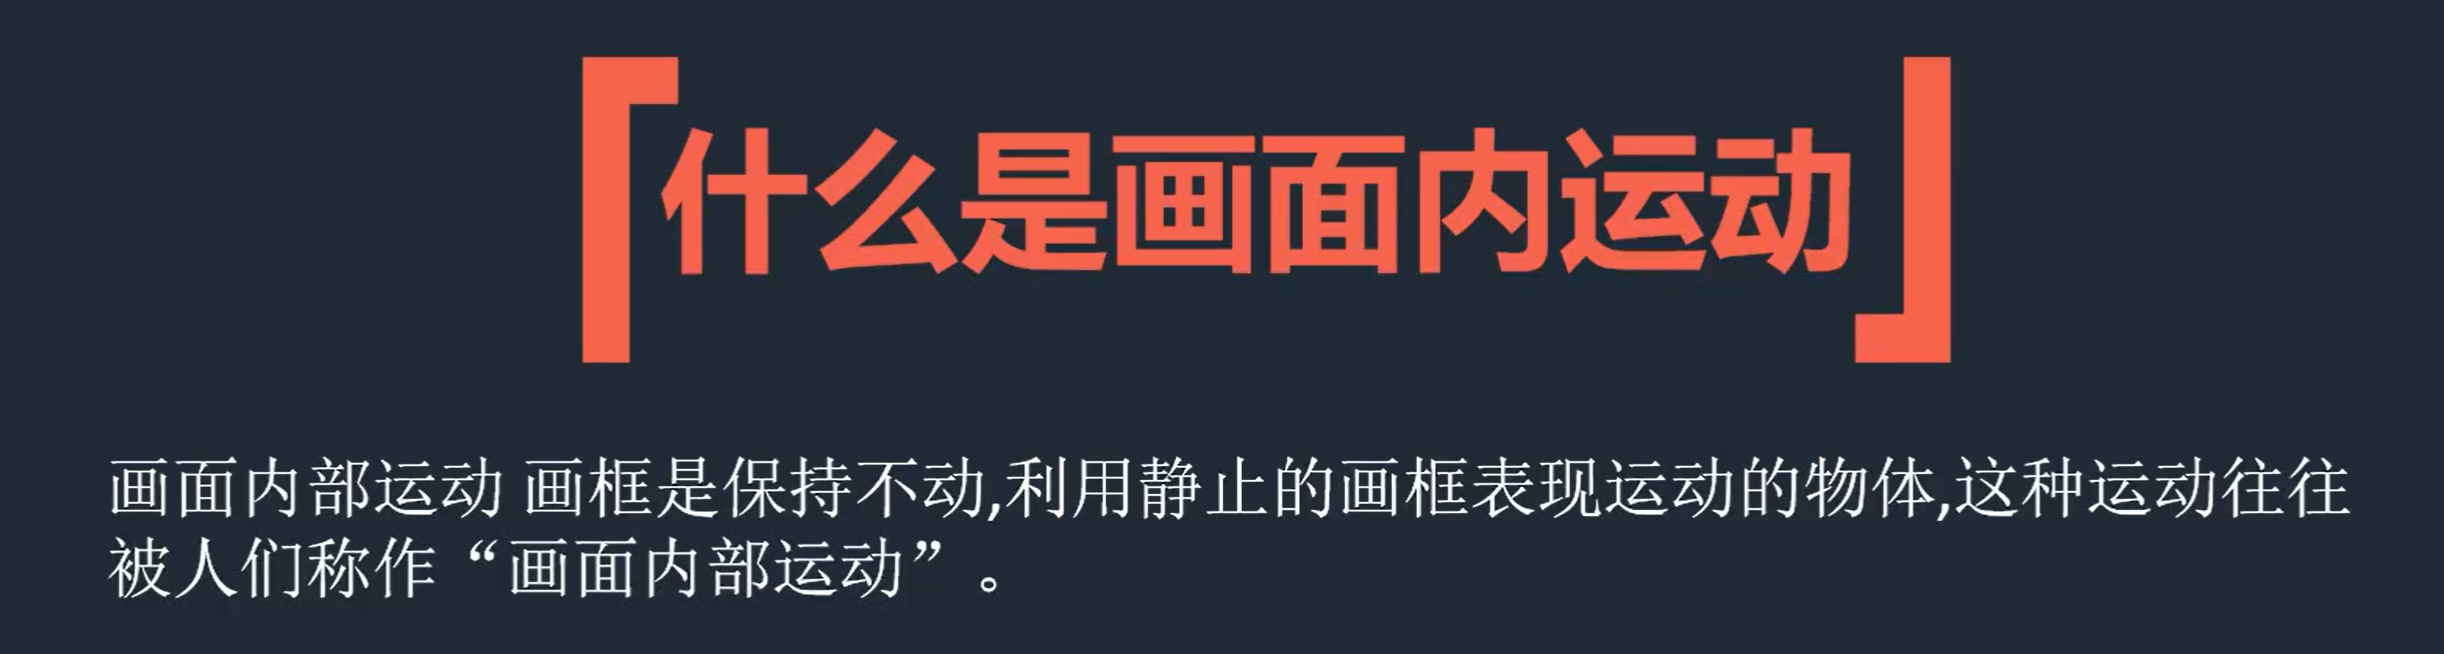 什么是画面内运动
画面内部运动 画框是保持不动,利用静止的画框表现运动的物体,这种运动往往
被人们称作“画面内部运动”。